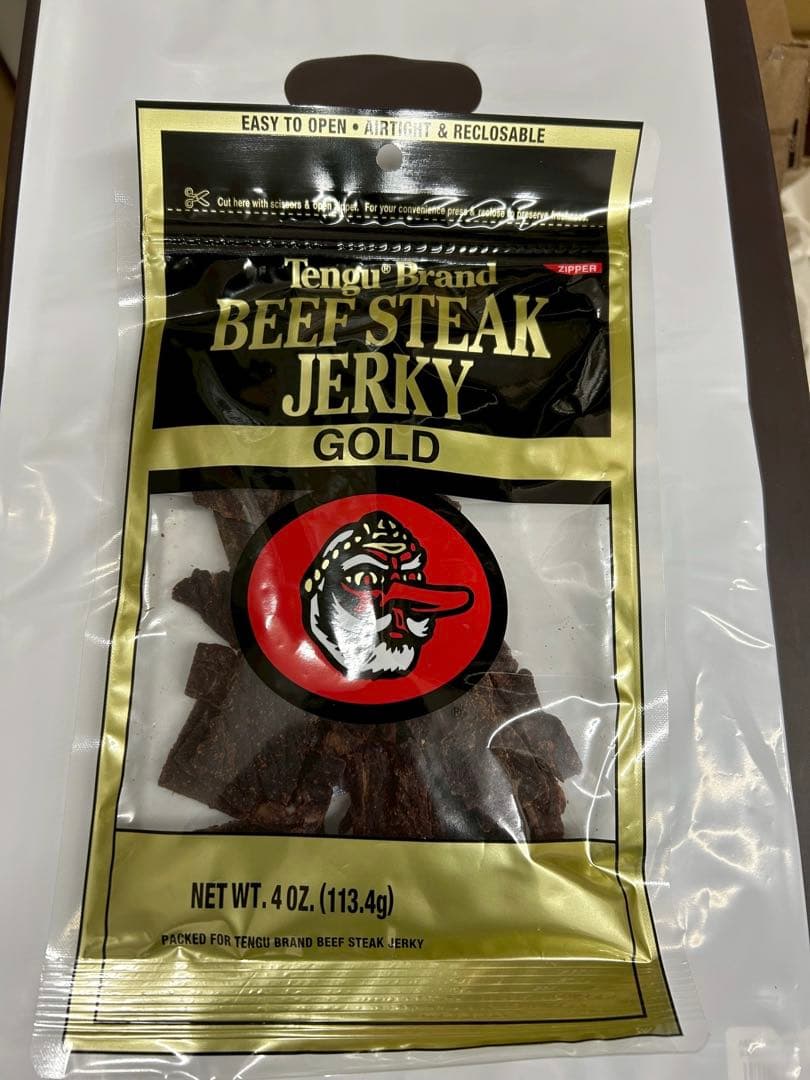 EASY TO OPEN • AIRTIGHT & RECLOSABLE
Cut here with scissors & open zipper. For your convenience press & reclose to preserve freshness.
ZIPPER
Tengu® Brand
BEEF STEAK
JERKY
GOLD
®
NET WT. 4 OZ. (113.4g)
PACKED FOR TENGU BRAND BEEF STEAK JERKY